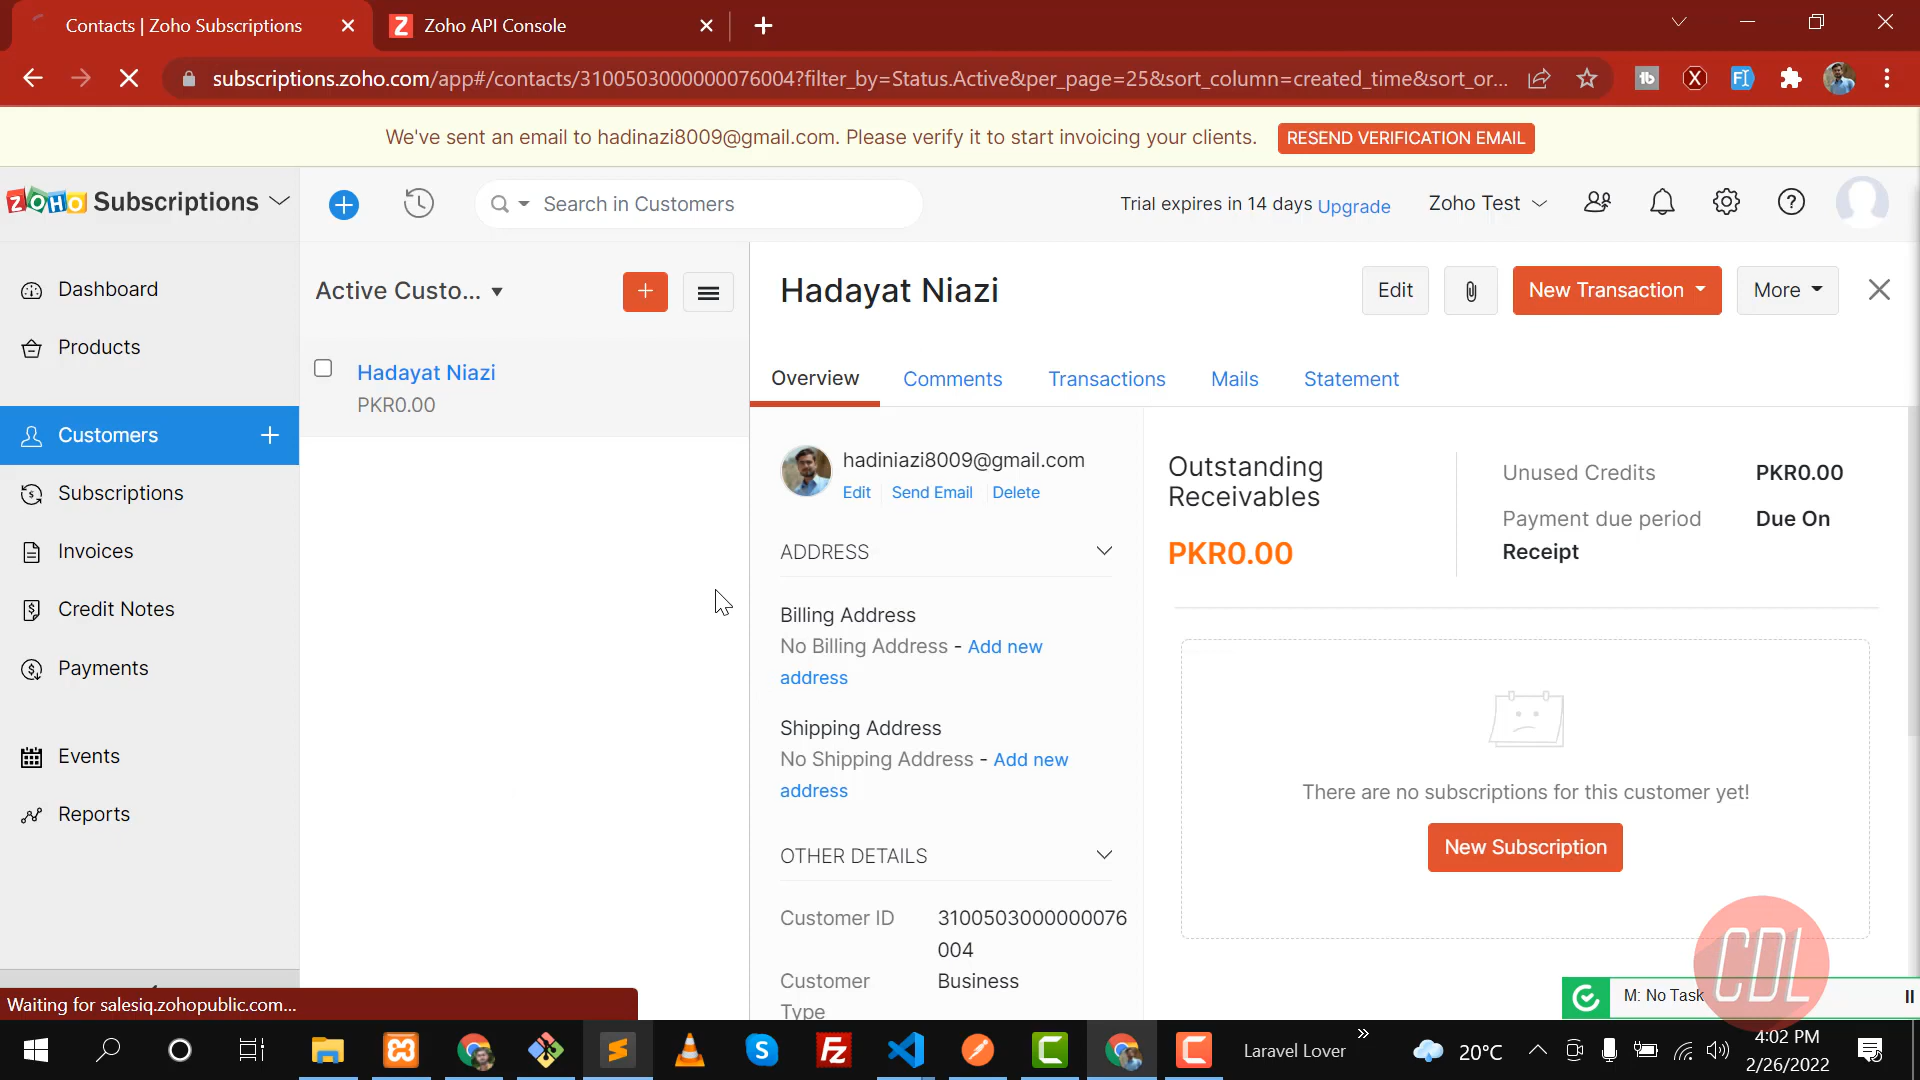 Contacts | Zoho Subscriptions
Zoho API Console
subscriptions.zoho.com/app#/contacts/3100503000000076004?filter_by=Status.Active&per_page=25&sort_column=created_time&sort_or...
We've sent an email to hadinazi8009@gmail.com. Please verify it to start invoicing your clients.
RESEND VERIFICATION EMAIL
ZOHO Subscriptions
Search in Customers
Trial expires in 14 days Upgrade
Zoho Test
Dashboard
Products
Customers
Subscriptions
Invoices
Credit Notes
Payments
Events
Reports
Active Custo...
Hadayat Niazi
PKR0.00
Hadayat Niazi
Edit
New Transaction
More
Overview
Comments
Transactions
Mails
Statement
hadiniazi8009@gmail.com
Edit
Send Email
Delete
ADDRESS
Billing Address
No Billing Address - Add new
address
Shipping Address
No Shipping Address - Add new
address
OTHER DETAILS
Customer ID
3100503000000076
004
Customer
Type
Business
Outstanding
Receivables
PKR0.00
Unused Credits
PKR0.00
Payment due period
Due On
Receipt
There are no subscriptions for this customer yet!
New Subscription
CDL
M: No Task
Waiting for salesiq.zohopublic.com...
Laravel Lover
20°C
4:02 PM
2/26/2022